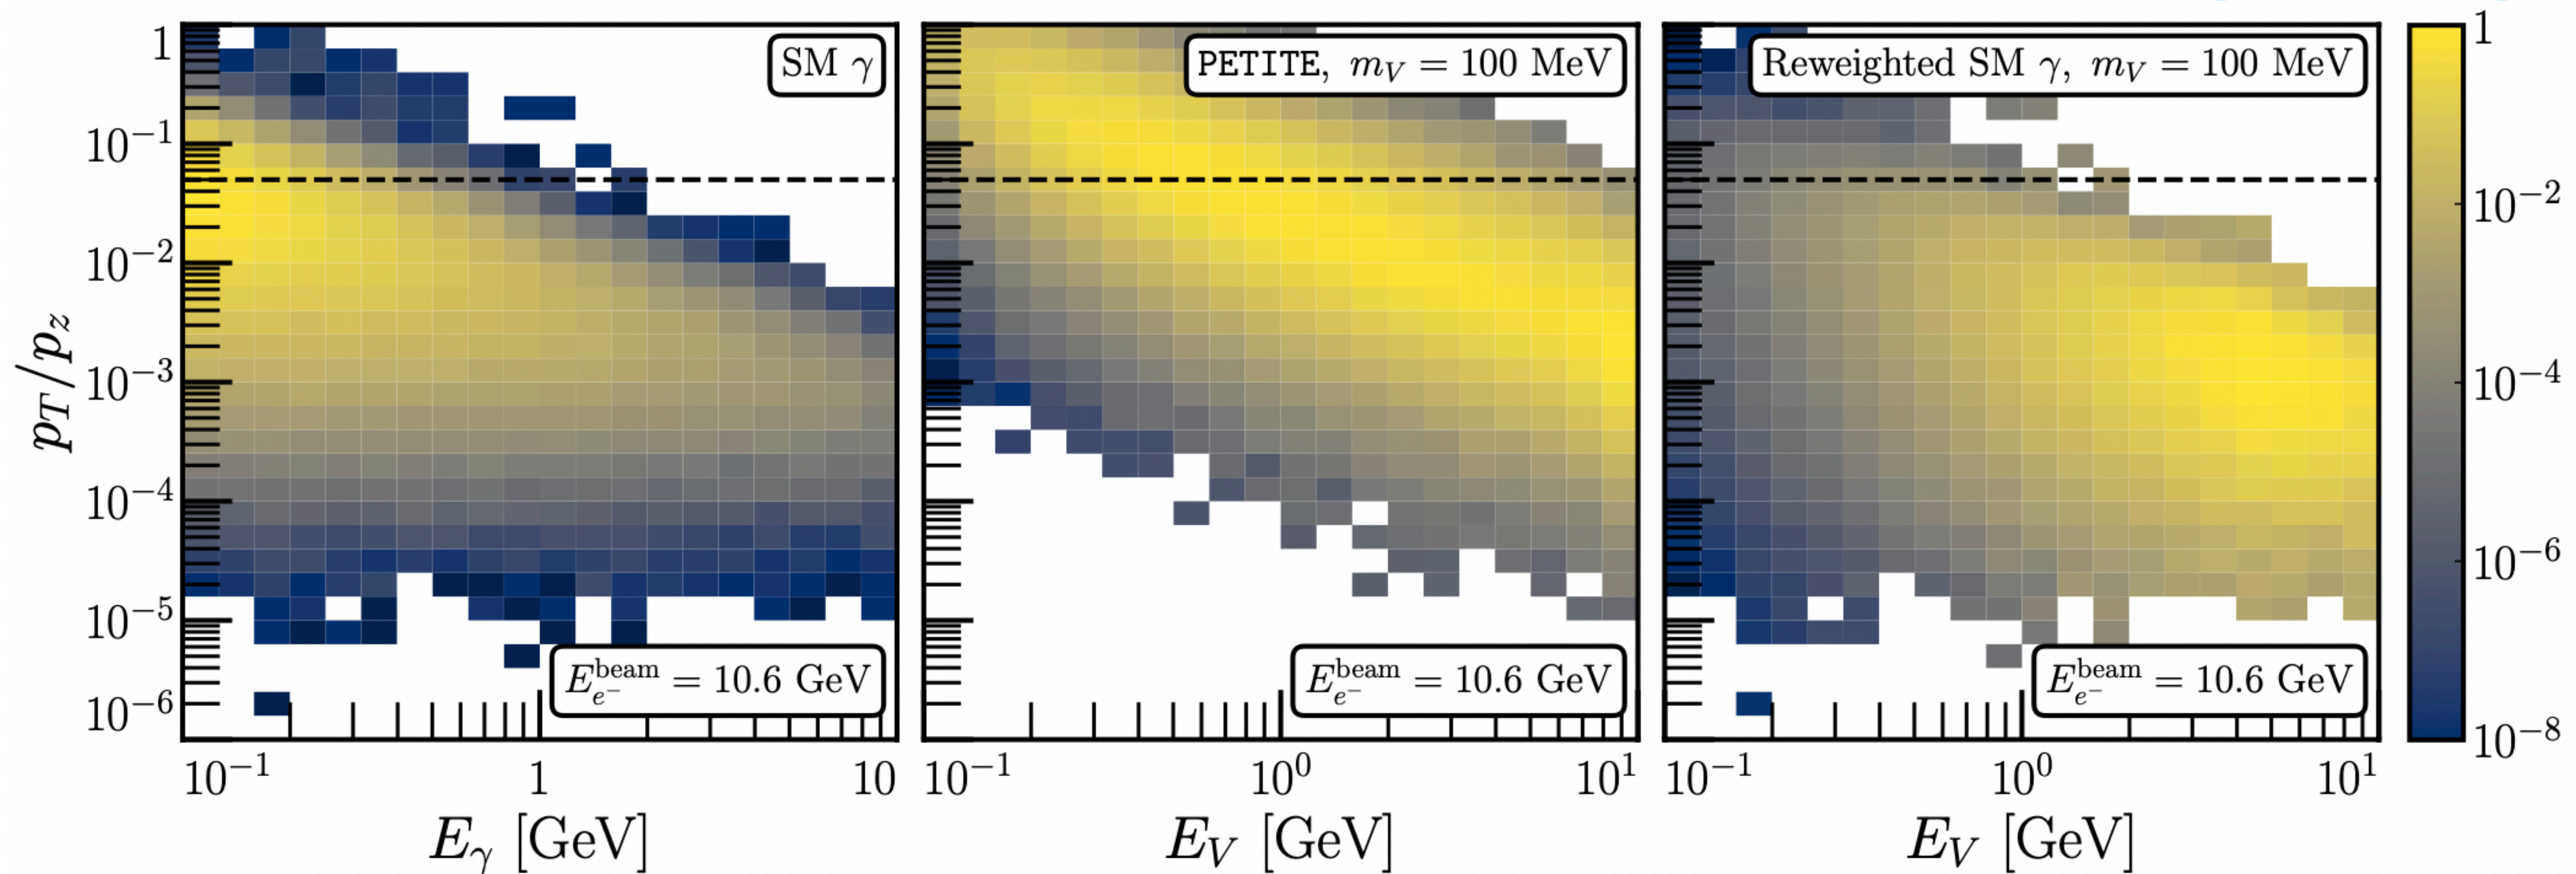 SM γ
PETITE, m_V = 100 MeV
Reweighted SM γ, m_V = 100 MeV
1
10^{-1}
10^{-2}
10^{-3}
10^{-4}
10^{-5}
10^{-6}
p_T/p_z
E_{e^-}^{beam} = 10.6 GeV
E_{e^-}^{beam} = 10.6 GeV
E_{e^-}^{beam} = 10.6 GeV
10^{-1} 1 10
10^{-1} 10^0 10^1
10^{-1} 10^0 10^1
E_γ [GeV]
E_V [GeV]
E_V [GeV]
1
10^{-2}
10^{-4}
10^{-6}
10^{-8}